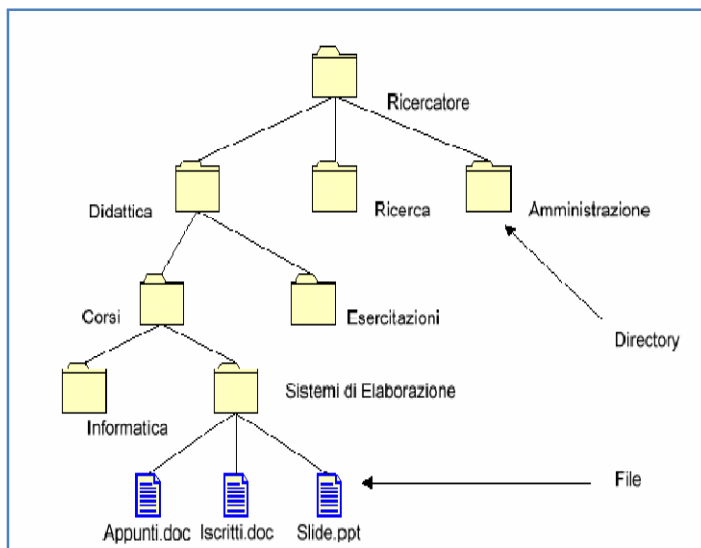 Ricercatore
Didattica
Ricerca
Amministrazione
Corsi
Esercitazioni
Directory
Informatica
Sistemi di Elaborazione
File
Appunti.doc
Iscritti.doc
Slide.ppt